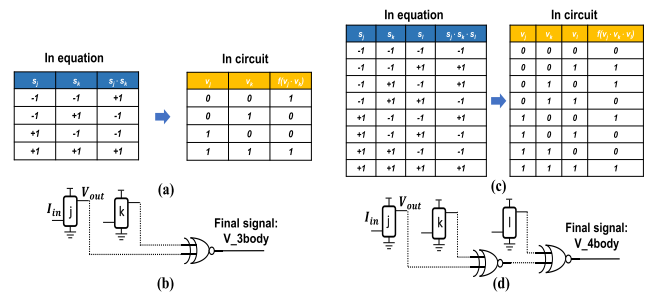 In equation
s_j s_k s_j · s_k
-1 -1 +1
-1 +1 -1
+1 -1 -1
+1 +1 +1
In circuit
v_j v_k f(v_j · v_k)
0 0 1
0 1 0
1 0 0
1 1 1
(a)
I_in
j
V_out
k
Final signal:
V_3body
(b)
In equation
s_j s_k s_l s_j · s_k · s_l
-1 -1 -1 -1
-1 -1 +1 +1
-1 +1 -1 +1
-1 +1 +1 -1
+1 -1 -1 +1
+1 -1 +1 -1
+1 +1 -1 -1
+1 +1 +1 +1
In circuit
v_j v_k v_l f(v_j · v_k · v_l)
0 0 0 0
0 0 1 1
0 1 0 1
0 1 1 0
1 0 0 1
1 0 1 0
1 1 0 0
1 1 1 1
(c)
I_in
j
V_out
k
l
Final signal:
V_4body
(d)